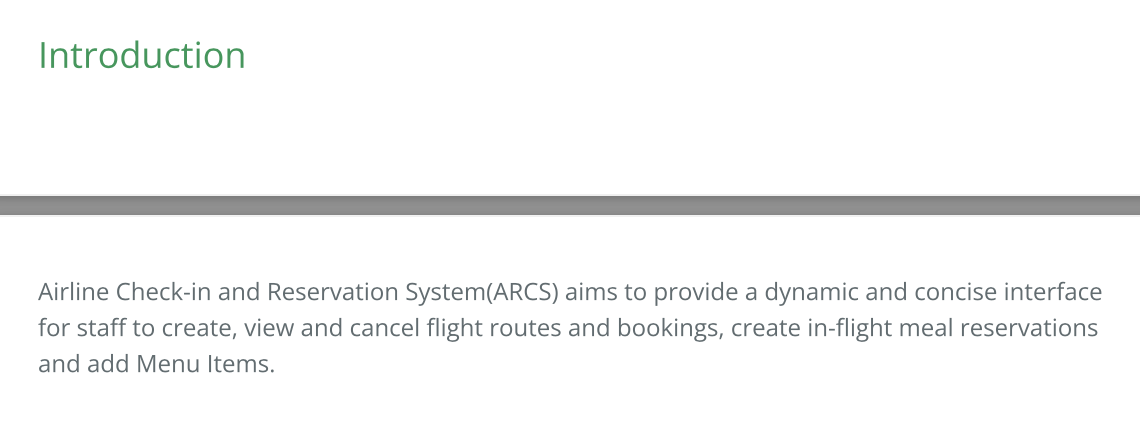 Introduction
Airline Check-in and Reservation System(ARCS) aims to provide a dynamic and concise interface
for staff to create, view and cancel flight routes and bookings, create in-flight meal reservations
and add Menu Items.